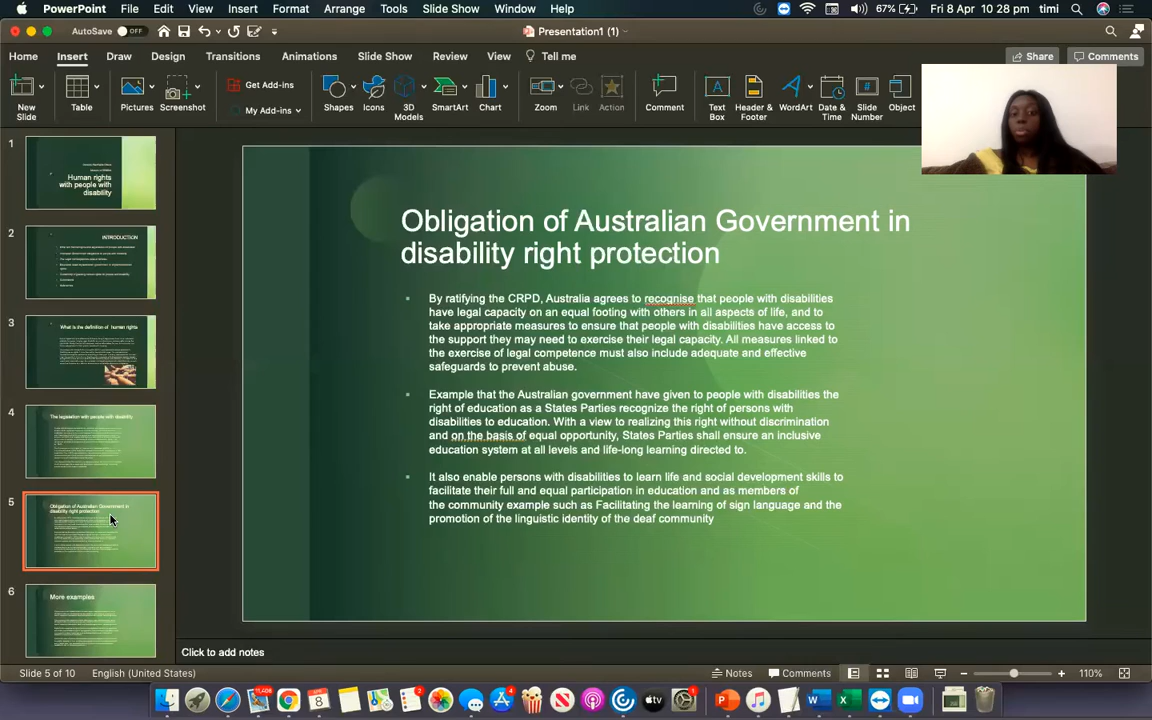 PowerPoint File Edit View Insert Format Arrange Tools Slide Show Window Help 67% Fri 8 Apr 10:28 pm timi
AutoSave OFF Presentation1 (1)
Home Insert Draw Design Transitions Animations Slide Show Review View Tell me Share Comments
New Slide
Table
Pictures
Screenshot
Get Add-ins
My Add-ins
Shapes
Icons
3D Models
SmartArt
Chart
Zoom
Link
Action
Comment
Text Box
Header & Footer
WordArt
Date & Time
Slide Number
Object
1
Human rights
with people with
disability
2
INTRODUCTION
3
What is the definition of human rights
4
The legislation with people with disability
5
Obligation of Australian Government in
disability right protection
6
More examples
Obligation of Australian Government in
disability right protection
By ratifying the CRPD, Australia agrees to recognise that people with disabilities
have legal capacity on an equal footing with others in all aspects of life, and to
take appropriate measures to ensure that people with disabilities have access to
the support they may need to exercise their legal capacity. All measures linked to
the exercise of legal competence must also include adequate and effective
safeguards to prevent abuse.
Example that the Australian government have given to people with disabilities the
right of education as a States Parties recognize the right of persons with
disabilities to education. With a view to realizing this right without discrimination
and on the basis of equal opportunity, States Parties shall ensure an inclusive
education system at all levels and life-long learning directed to.
It also enable persons with disabilities to learn life and social development skills to
facilitate their full and equal participation in education and as members of
the community example such as Facilitating the learning of sign language and the
promotion of the linguistic identity of the deaf community
Click to add notes
Slide 5 of 10 English (United States) Notes Comments 110%